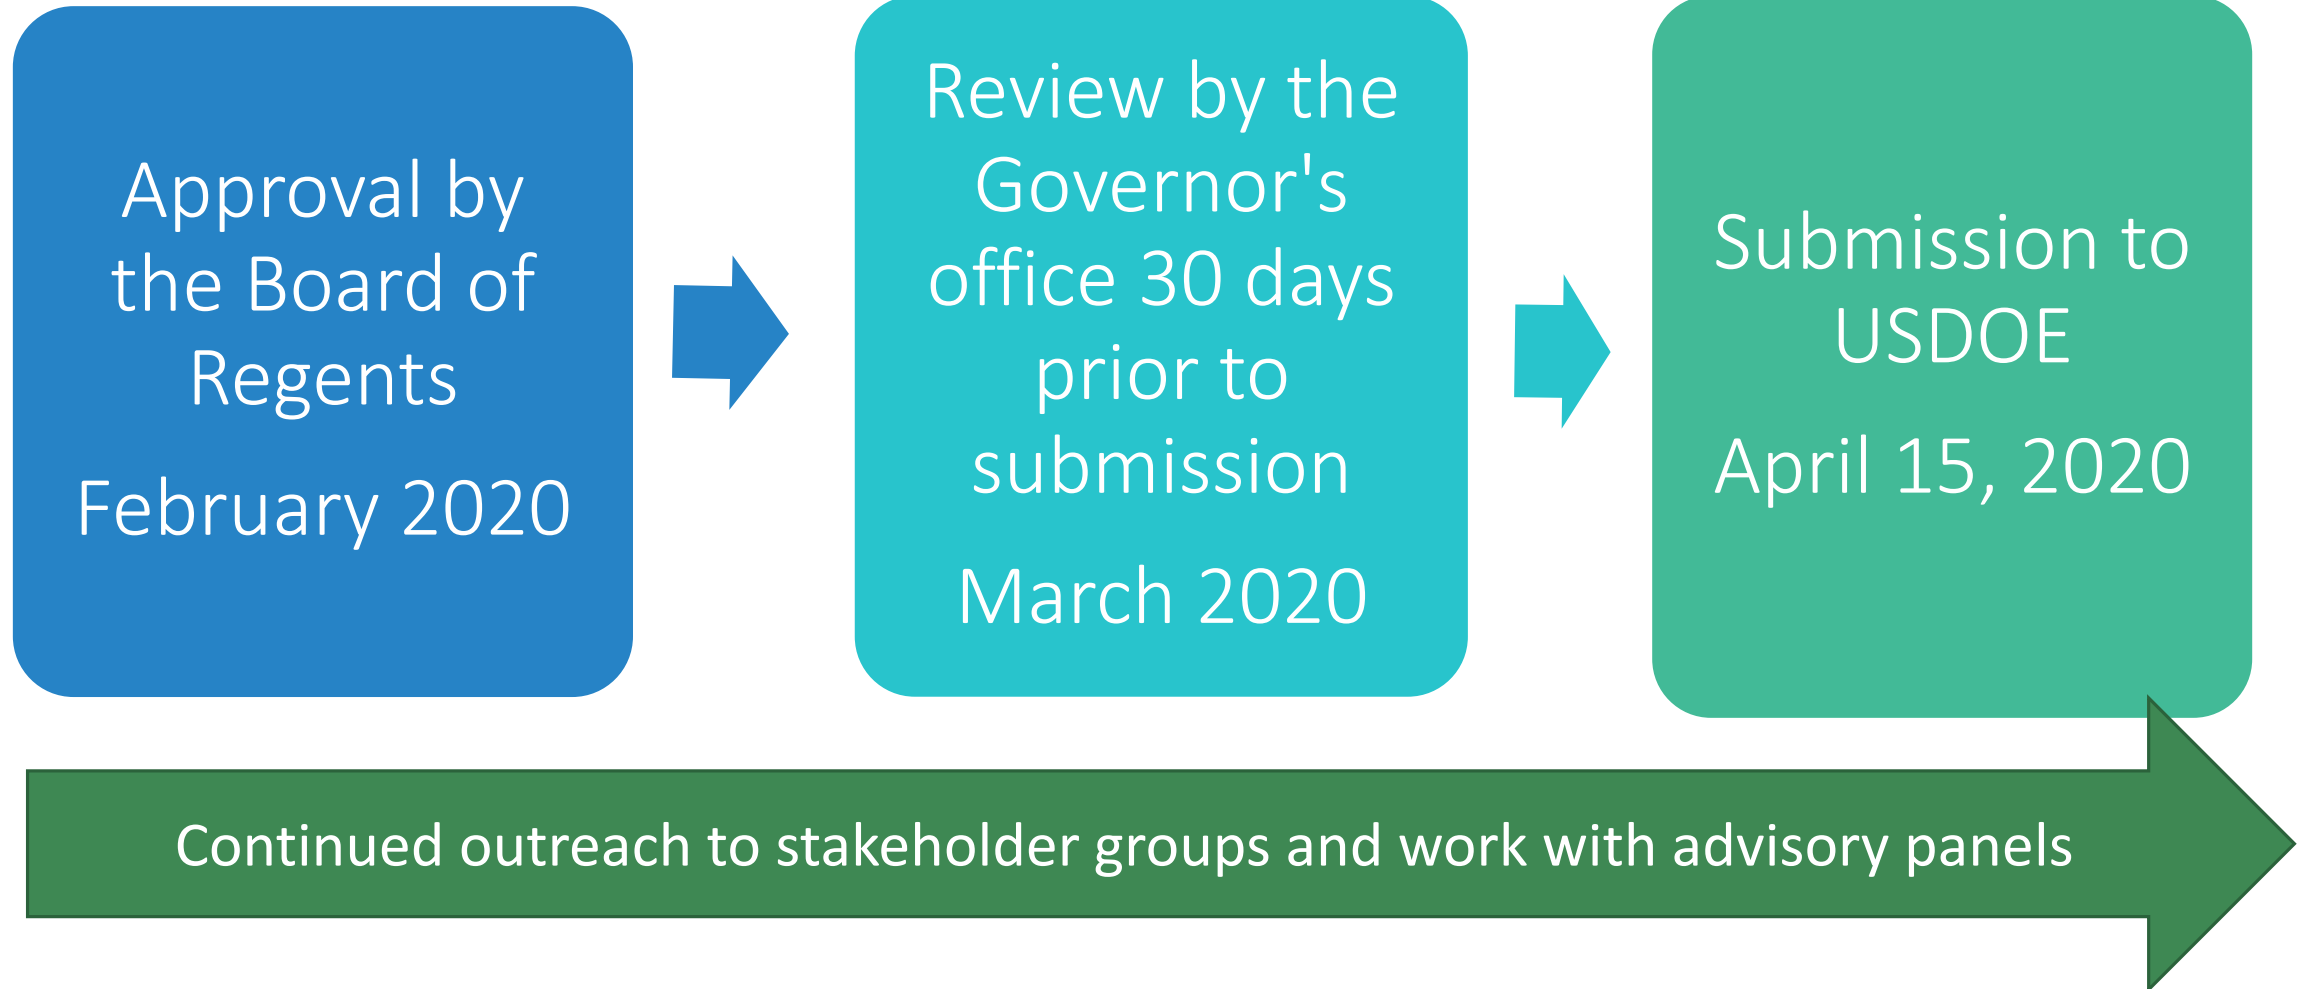 Approval by
the Board of
Regents
February 2020
Review by the
Governor's
office 30 days
prior to
submission
March 2020
Submission to
USDOE
April 15, 2020
Continued outreach to stakeholder groups and work with advisory panels